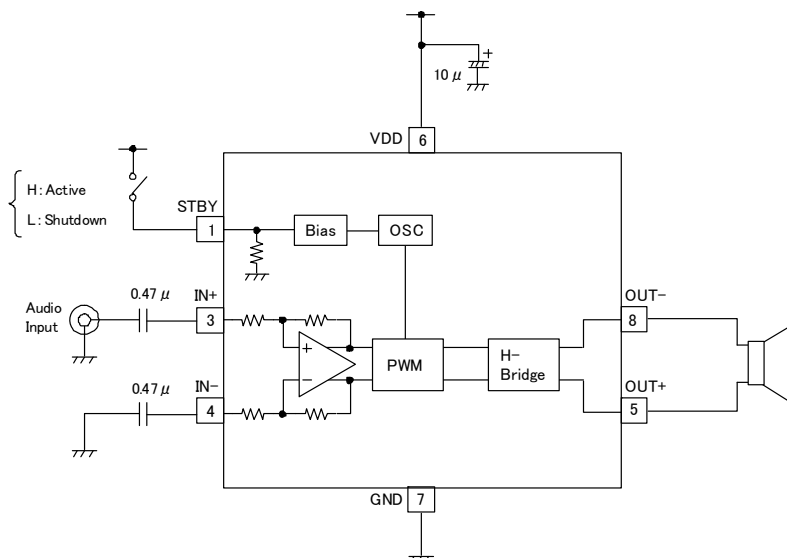 10 μ
VDD
6
H: Active
L: Shutdown
STBY
1
Bias
OSC
Audio
Input
0.47 μ
IN+
3
PWM
H-
Bridge
OUT-
8
0.47 μ
IN-
4
OUT+
5
GND
7